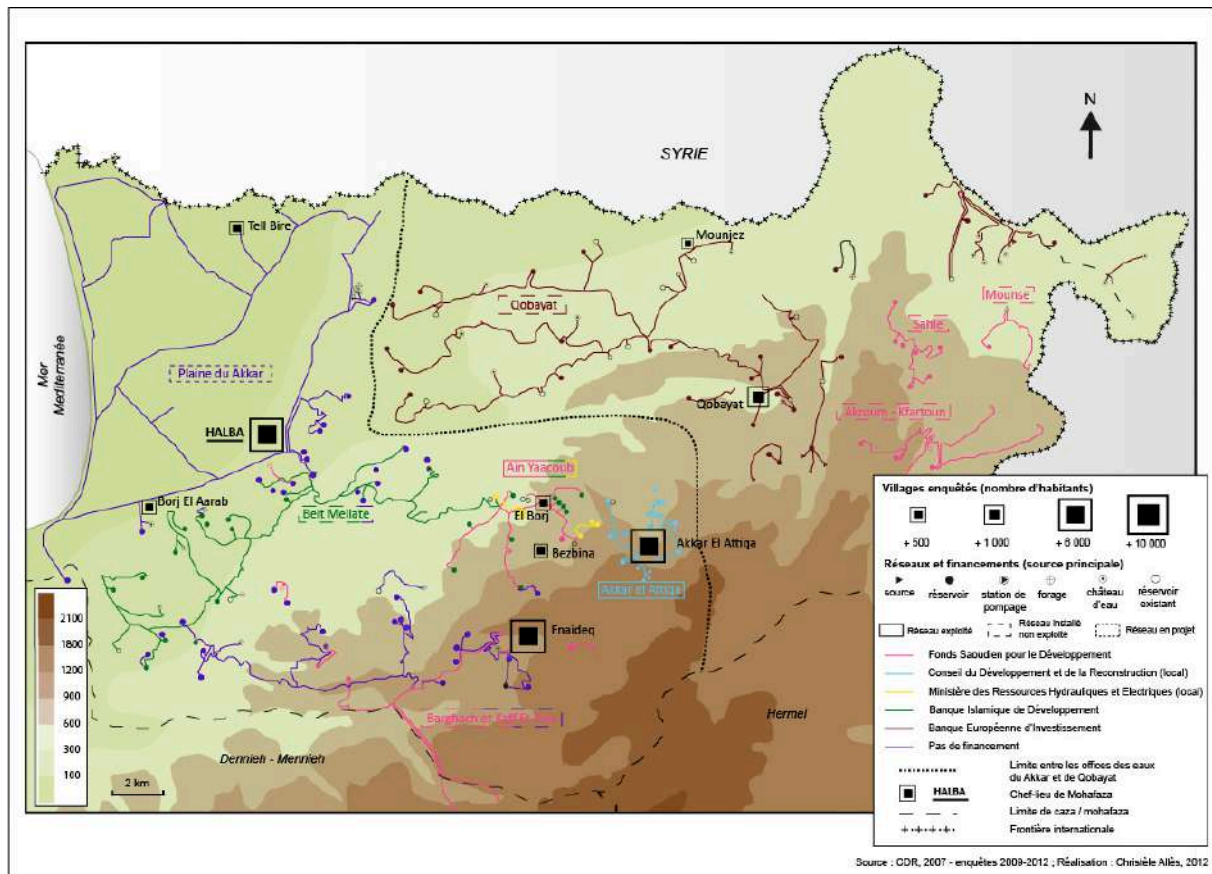 N
SYRIE
Tell Bire
Mounjez
Qobayat
Mounse
Sahle
Mer
Mediterranée
Plaine du Akkar
Qobayat
Akroum - Kfartoun
HALBA
Ain Yaacoub
Borj El Aarab
Beit Mellate
El Borj
Bezbina
Akkar El Attiqa
Akkar el Attiqa
Fnaideq
Hermel
Dennieh - Mennieh
2100
1800
1200
900
600
300
100
2 km
Villages enquêtés (nombre d'habitants)
+ 500
+ 1 000
+ 6 000
+ 10 000
Réseaux et financements (source principale)
source
réservoir
station de
pompage
forage
château
d'eau
réservoir
existant
Réseau exploité
Réseau installé
non exploité
Réseau en projet
Fonds Saoudien pour le Développement
Conseil du Développement et de la Reconstruction (local)
Ministère des Ressources Hydrauliques et Electriques (local)
Banque Islamique de Développement
Banque Européenne d'Investissement
Pas de financement
Limite entre les offices des eaux
du Akkar et de Qobayat
HALBA
Chef-lieu de Mohafaza
Limite de caza / mohafaza
Frontière internationale
Source : CDR, 2007 - enquêtes 2009-2012 ; Réalisation : Christèle Allès, 2012